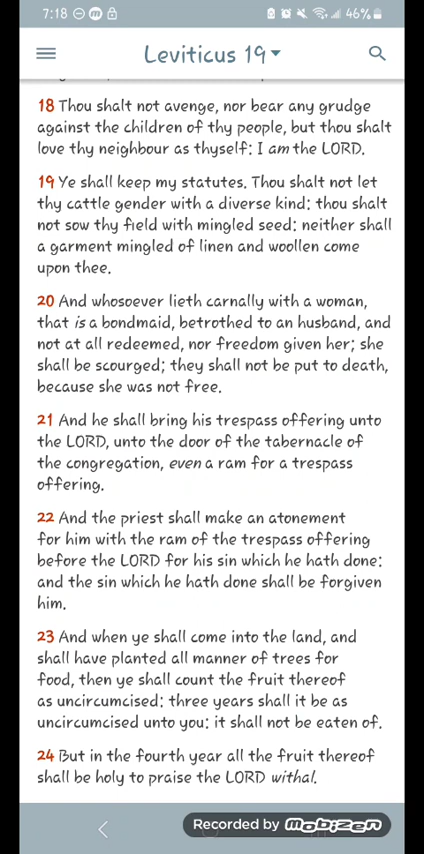 7:18 46%
Leviticus 19
18 Thou shalt not avenge, nor bear any grudge
against the children of thy people, but thou shalt
love thy neighbour as thyself: I am the LORD.
19 Ye shall keep my statutes. Thou shalt not let
thy cattle gender with a diverse kind: thou shalt
not sow thy field with mingled seed: neither shall
a garment mingled of linen and woollen come
upon thee.
20 And whosoever lieth carnally with a woman,
that is a bondmaid, betrothed to an husband, and
not at all redeemed, nor freedom given her; she
shall be scourged; they shall not be put to death,
because she was not free.
21 And he shall bring his trespass offering unto
the LORD, unto the door of the tabernacle of
the congregation, even a ram for a trespass
offering.
22 And the priest shall make an atonement
for him with the ram of the trespass offering
before the LORD for his sin which he hath done:
and the sin which he hath done shall be forgiven
him.
23 And when ye shall come into the land, and
shall have planted all manner of trees for
food, then ye shall count the fruit thereof
as uncircumcised: three years shall it be as
uncircumcised unto you: it shall not be eaten of.
24 But in the fourth year all the fruit thereof
shall be holy to praise the LORD withal.
Recorded by mobizen